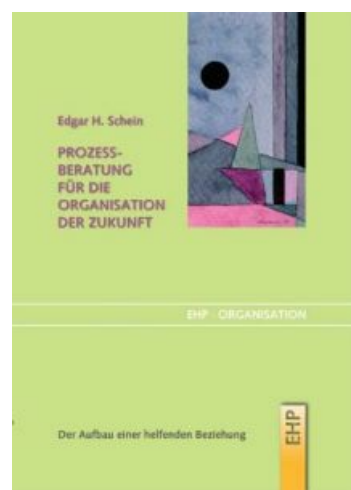 Edgar H. Schein
PROZESS-
BERATUNG
FÜR DIE
ORGANISATION
DER ZUKUNFT
EHP · ORGANISATION
Der Aufbau einer helfenden Beziehung
EHP